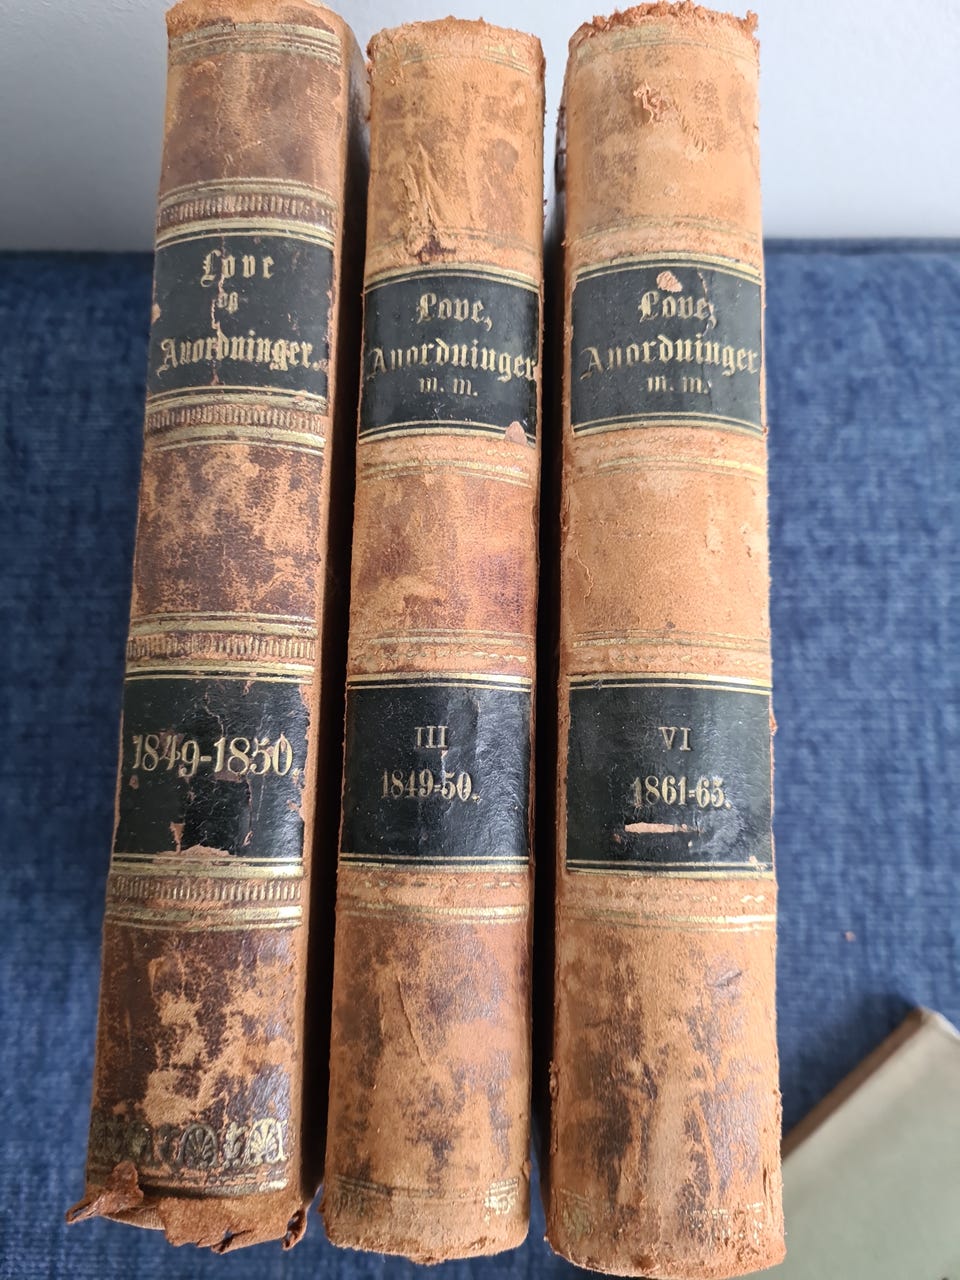 Love
og
Anordninger.
1849-1850.
Love,
Anordninger
m. m.
III
1849-50.
Love,
Anordninger
m. m.
VI
1861-65.